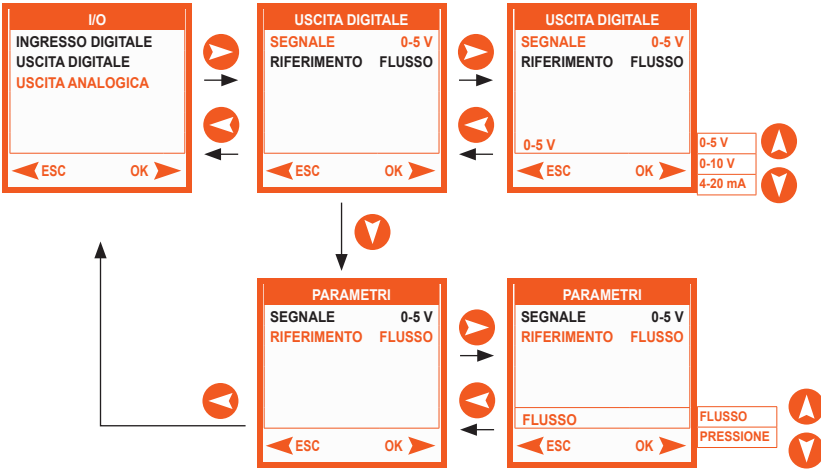 I/O
INGRESSO DIGITALE
USCITA DIGITALE
USCITA ANALOGICA
ESC OK
USCITA DIGITALE
SEGNALE 0-5 V
RIFERIMENTO FLUSSO
ESC OK
USCITA DIGITALE
SEGNALE 0-5 V
RIFERIMENTO FLUSSO
0-5 V
ESC OK
0-5 V
0-10 V
4-20 mA
PARAMETRI
SEGNALE 0-5 V
RIFERIMENTO FLUSSO
ESC OK
PARAMETRI
SEGNALE 0-5 V
RIFERIMENTO FLUSSO
FLUSSO
ESC OK
FLUSSO
PRESSIONE